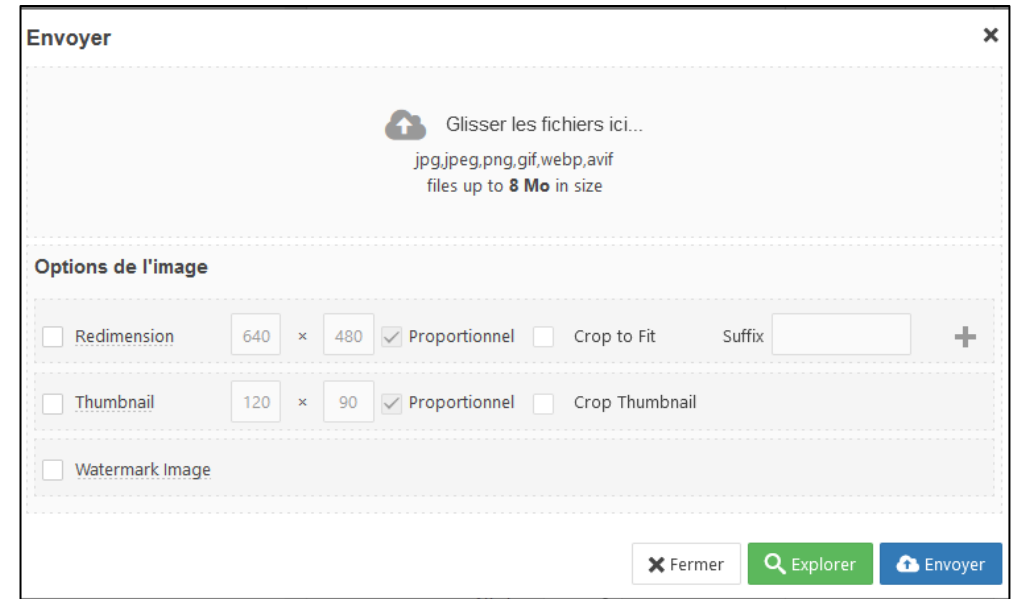 Envoyer
Glisser les fichiers ici...
jpg,jpeg,png,gif,webp,avif
files up to 8 Mo in size
Options de l'image
Redimension 640 × 480 Proportionnel Crop to Fit Suffix
Thumbnail 120 × 90 Proportionnel Crop Thumbnail
Watermark Image
Fermer Explorer Envoyer